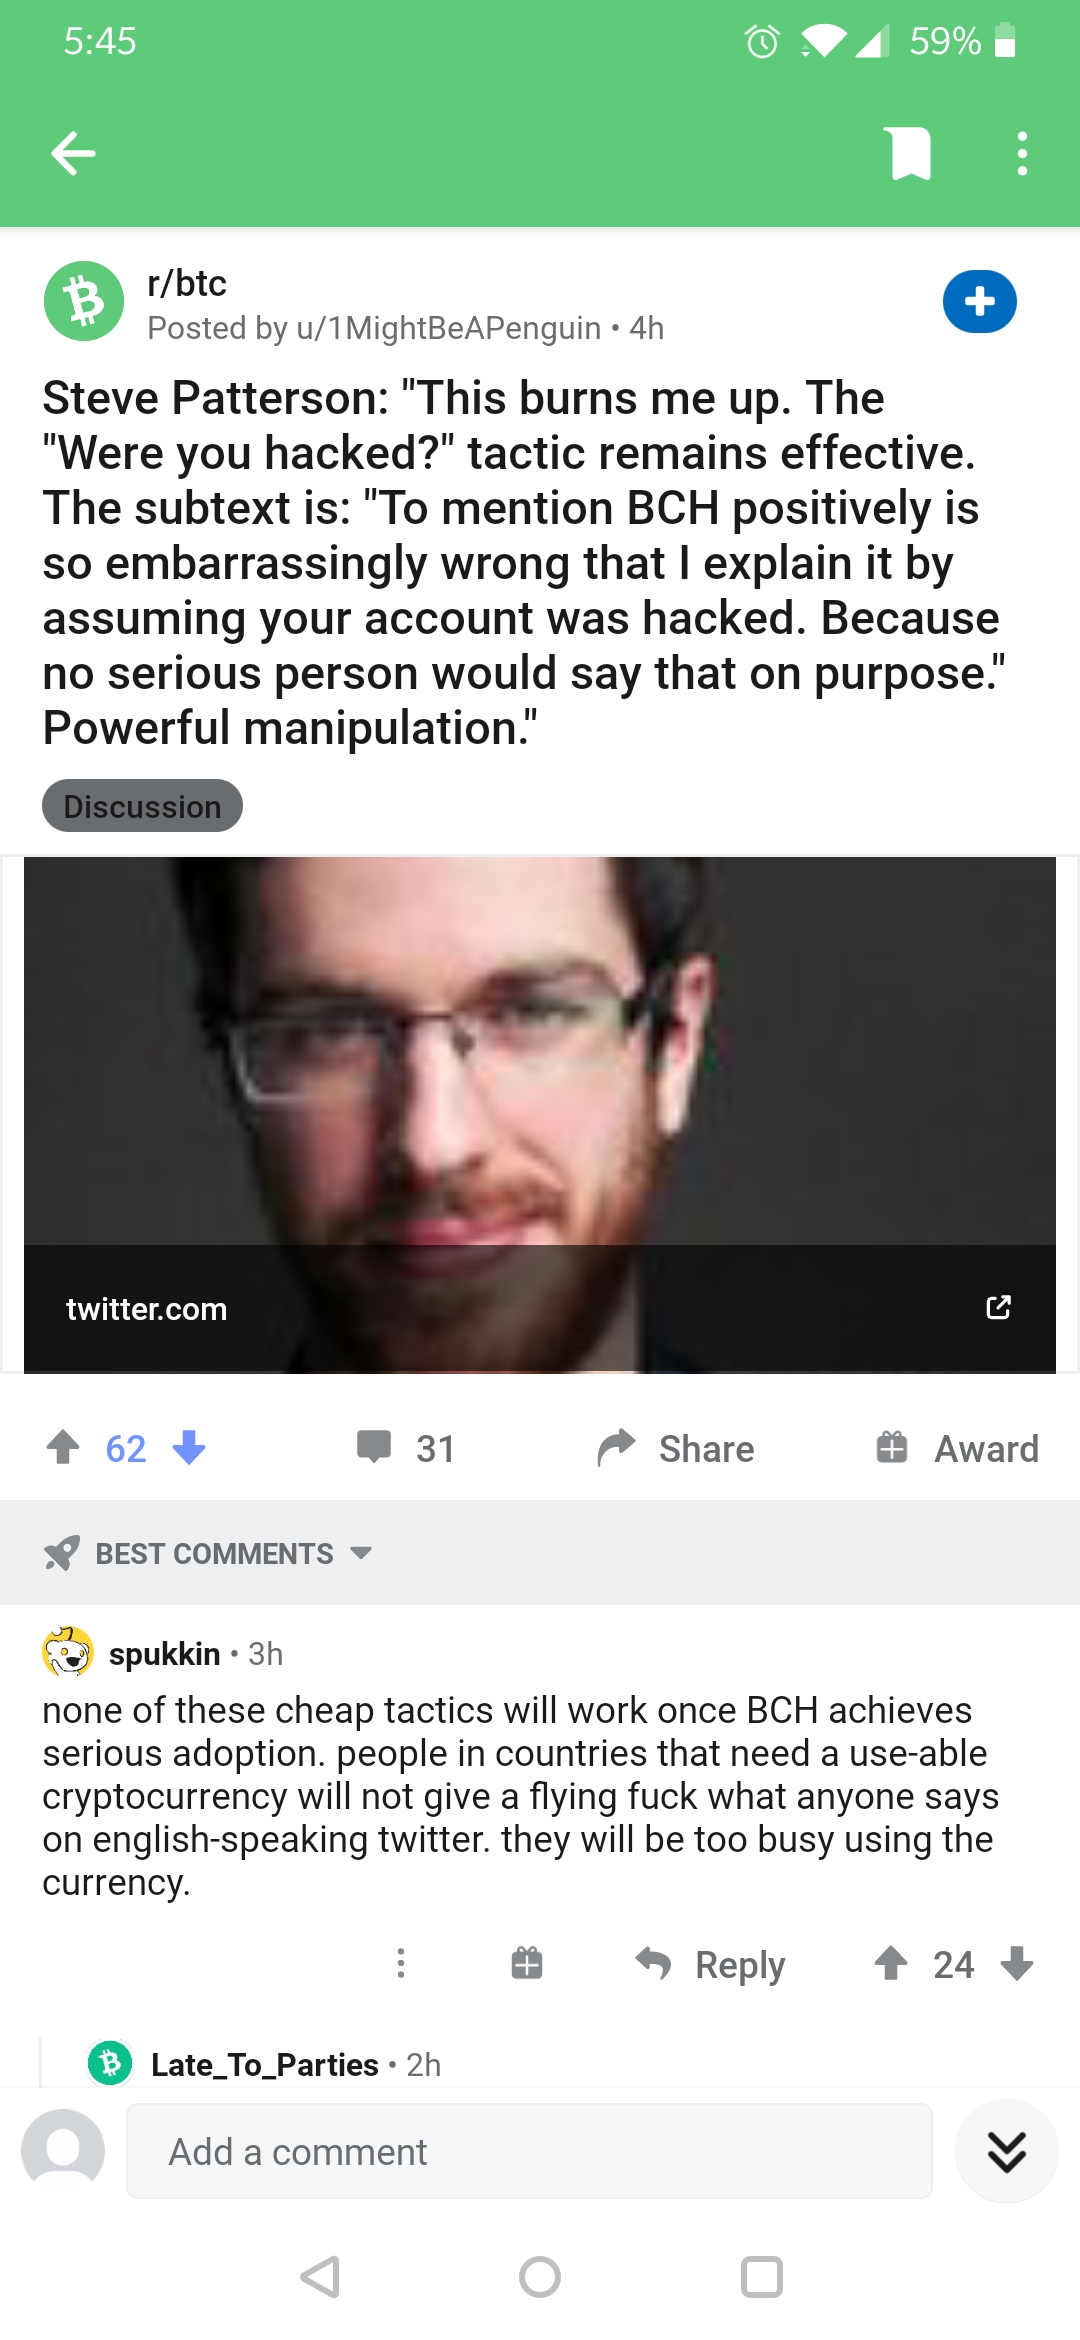 5:45
59%
r/btc
Posted by u/1MightBeAPenguin • 4h
Steve Patterson: "This burns me up. The
"Were you hacked?" tactic remains effective.
The subtext is: "To mention BCH positively is
so embarrassingly wrong that I explain it by
assuming your account was hacked. Because
no serious person would say that on purpose."
Powerful manipulation."
Discussion
twitter.com
62
31
Share
Award
BEST COMMENTS
spukkin • 3h
none of these cheap tactics will work once BCH achieves
serious adoption. people in countries that need a use-able
cryptocurrency will not give a flying fuck what anyone says
on english-speaking twitter. they will be too busy using the
currency.
Reply
24
Late_To_Parties • 2h
Add a comment